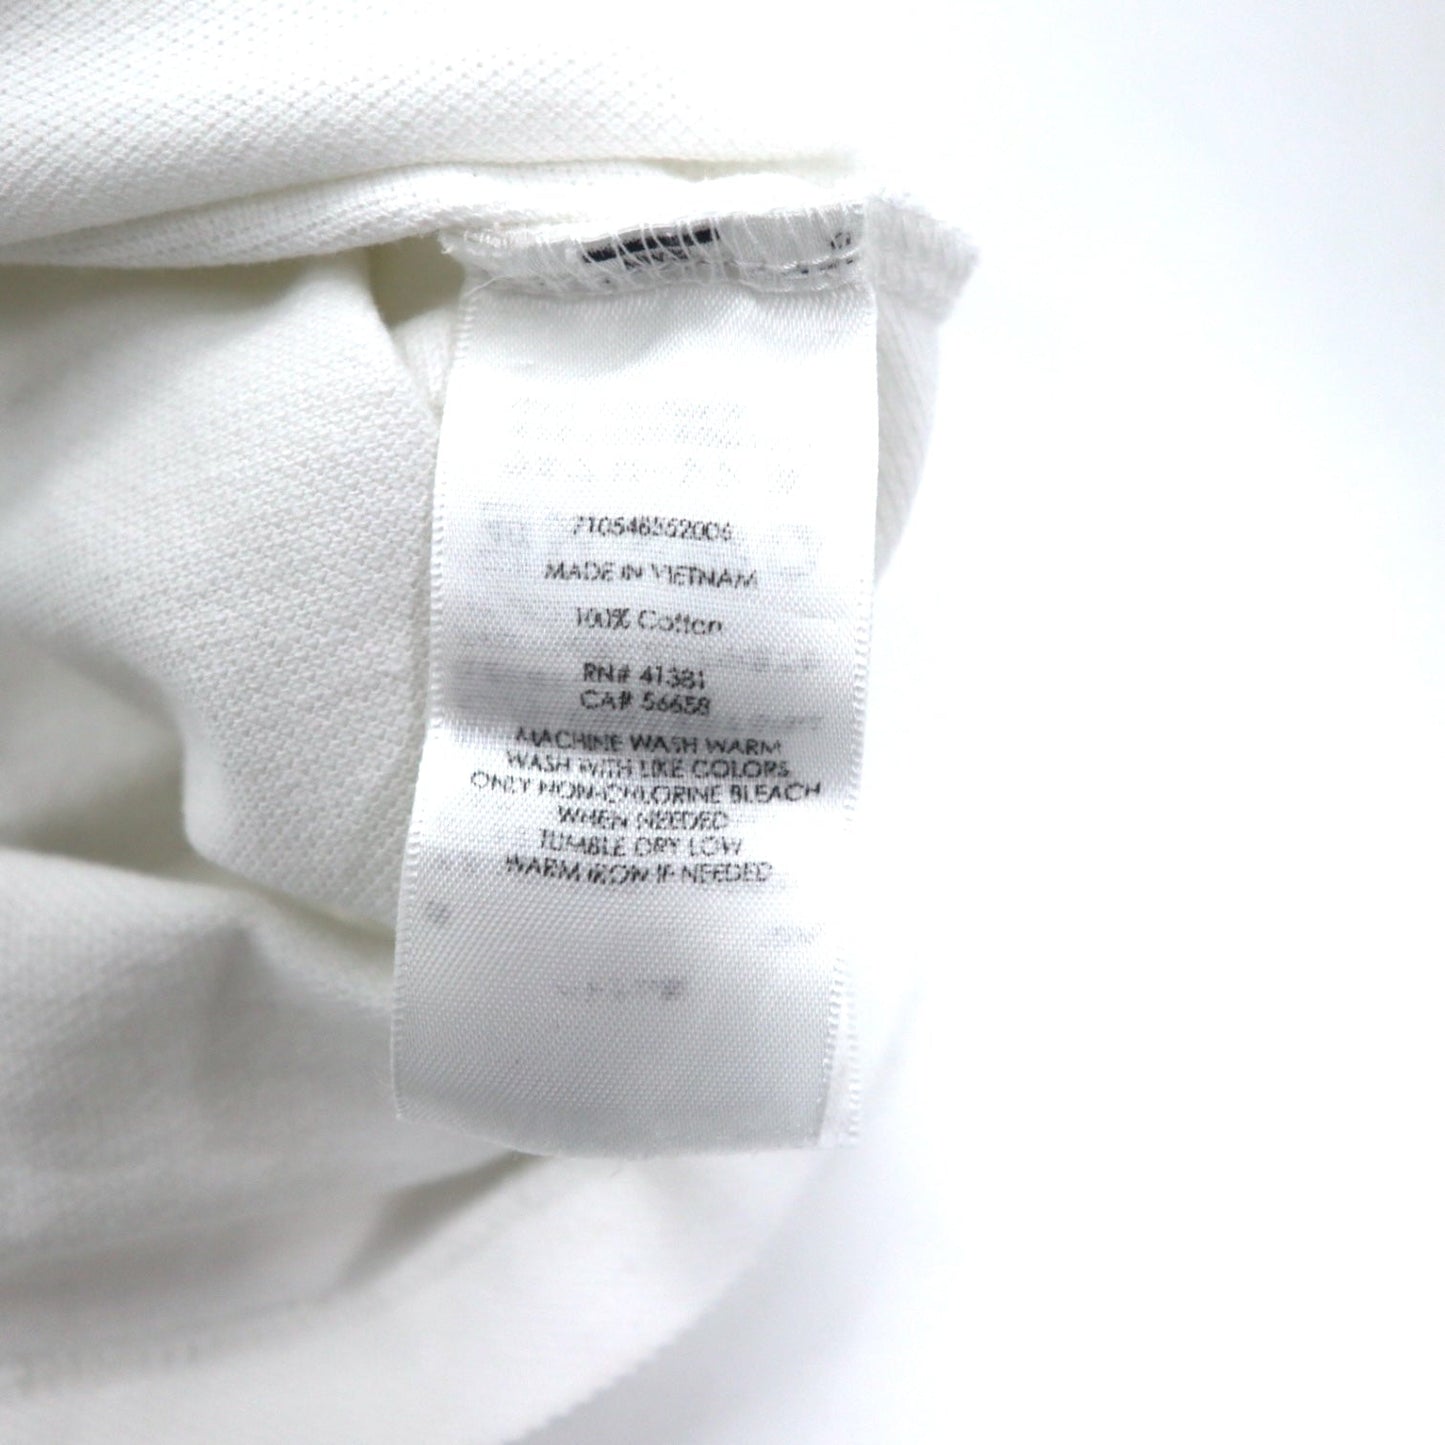 MADE IN VIETNAM
100% Cotton
RN# 41381
CA# 56658
MACHINE WASH WARM
WASH WITH LIKE COLORS
ONLY NON-CHLORINE BLEACH
WHEN NEEDED
TUMBLE DRY LOW
WARM IRON IF NEEDED